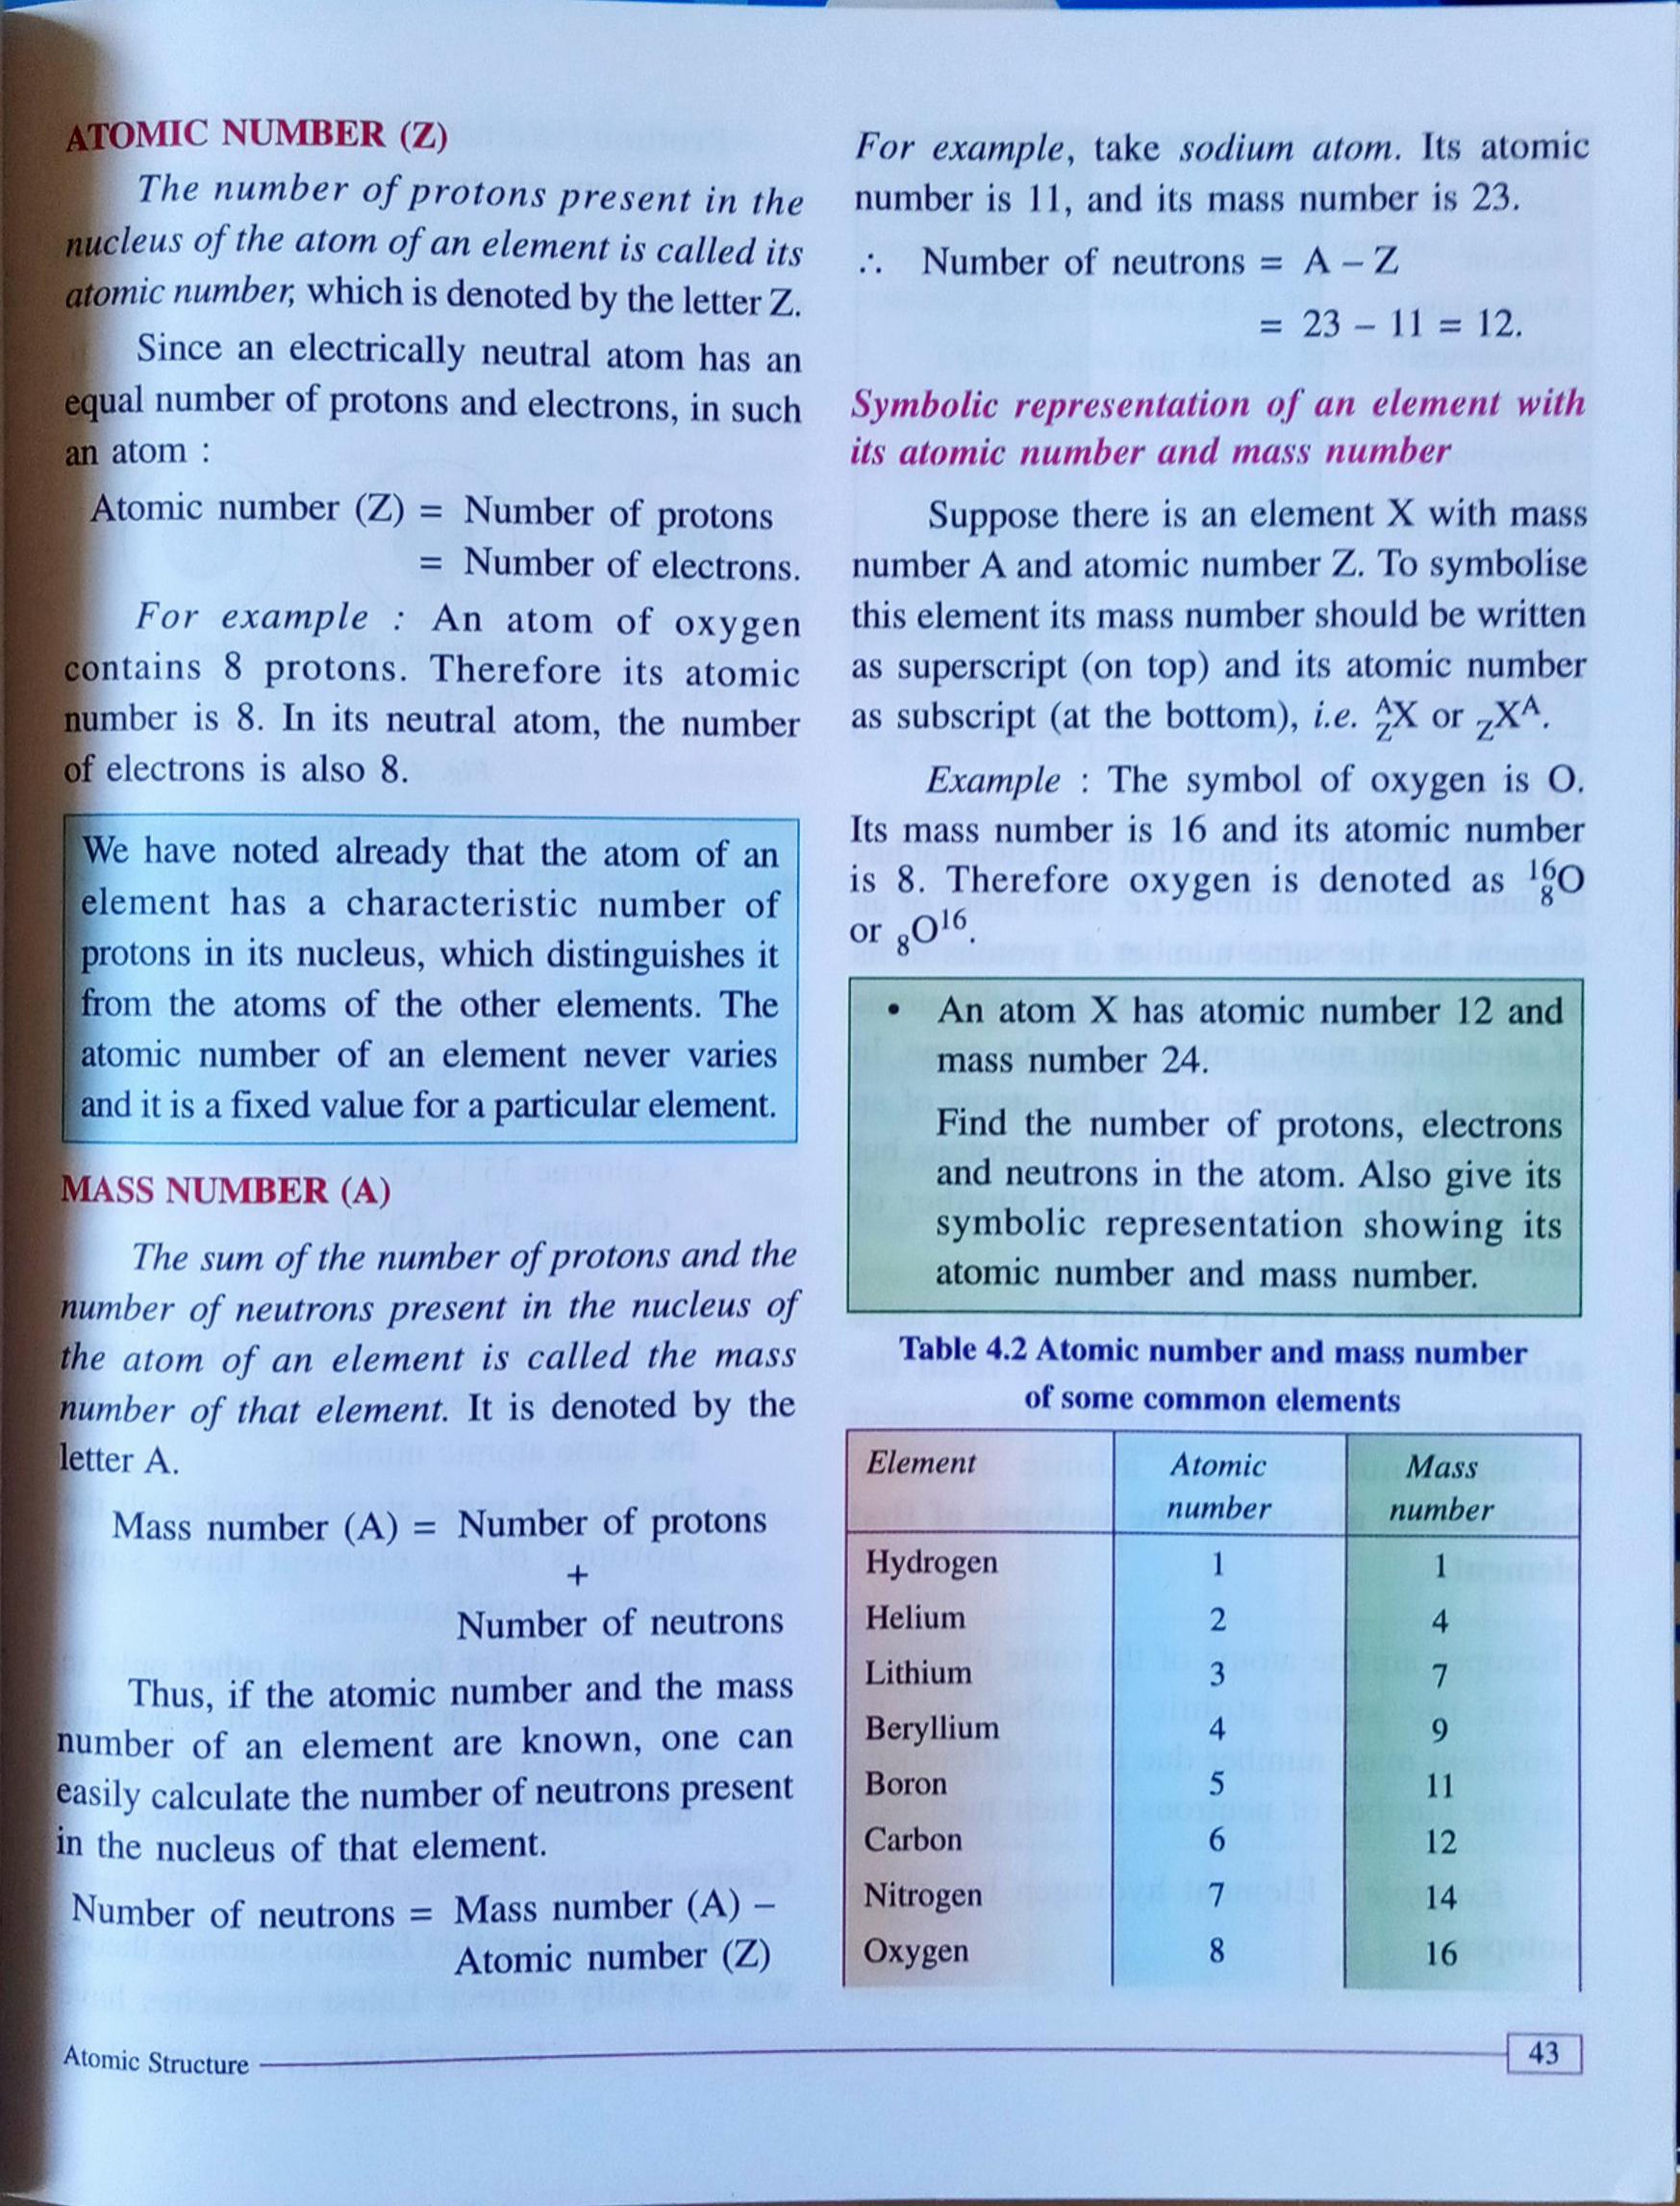 ATOMIC NUMBER (Z)
The number of protons present in the
nucleus of the atom of an element is called its
atomic number, which is denoted by the letter Z.
Since an electrically neutral atom has an
equal number of protons and electrons, in such
an atom :
Atomic number (Z) = Number of protons
= Number of electrons.
For example : An atom of oxygen
contains 8 protons. Therefore its atomic
number is 8. In its neutral atom, the number
of electrons is also 8.
We have noted already that the atom of an
element has a characteristic number of
protons in its nucleus, which distinguishes it
from the atoms of the other elements. The
atomic number of an element never varies
and it is a fixed value for a particular element.
MASS NUMBER (A)
The sum of the number of protons and the
number of neutrons present in the nucleus of
the atom of an element is called the mass
number of that element. It is denoted by the
letter A.
Mass number (A) = Number of protons
+
Number of neutrons
Thus, if the atomic number and the mass
number of an element are known, one can
easily calculate the number of neutrons present
in the nucleus of that element.
Number of neutrons = Mass number (A) –
Atomic number (Z)
For example, take sodium atom. Its atomic
number is 11, and its mass number is 23.
∴ Number of neutrons = A – Z
= 23 – 11 = 12.
Symbolic representation of an element with
its atomic number and mass number
Suppose there is an element X with mass
number A and atomic number Z. To symbolise
this element its mass number should be written
as superscript (on top) and its atomic number
as subscript (at the bottom), i.e. ᴬ_ZX or _ZXᴬ.
Example : The symbol of oxygen is O.
Its mass number is 16 and its atomic number
is 8. Therefore oxygen is denoted as ¹⁶₈O
or ₈O¹⁶.
• An atom X has atomic number 12 and
mass number 24.
Find the number of protons, electrons
and neutrons in the atom. Also give its
symbolic representation showing its
atomic number and mass number.
Table 4.2 Atomic number and mass number
of some common elements
Element Atomic Mass
number number
Hydrogen 1 1
Helium 2 4
Lithium 3 7
Beryllium 4 9
Boron 5 11
Carbon 6 12
Nitrogen 7 14
Oxygen 8 16
Atomic Structure 43